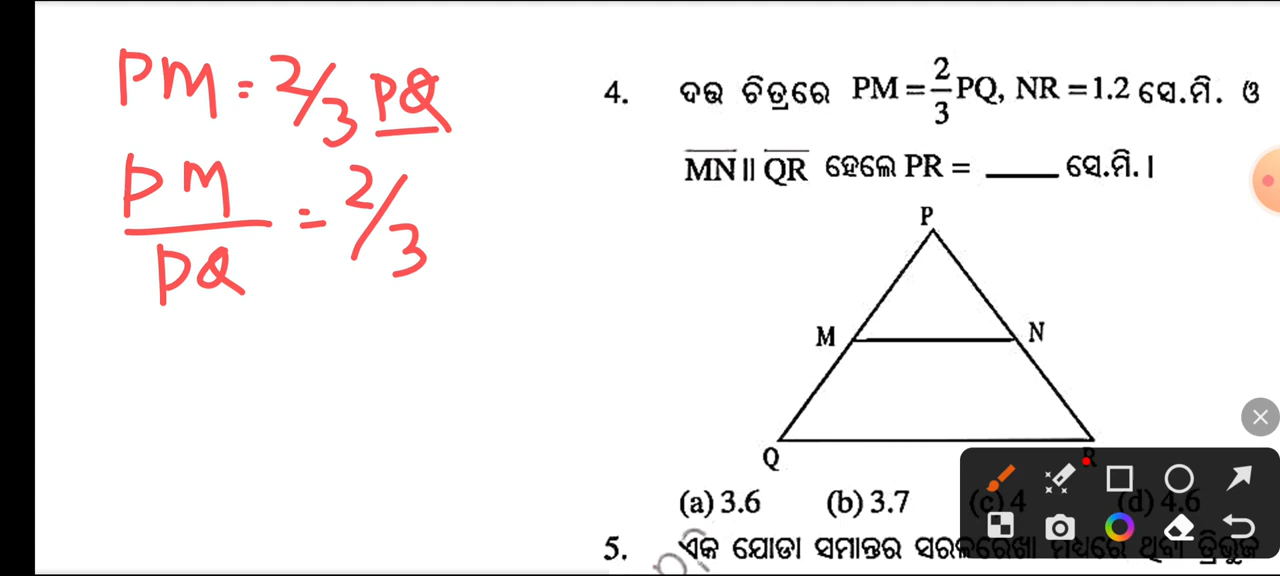 PM = 2/3 PQ
PM/PQ = 2/3
4. ଦତ୍ତ ଚିତ୍ରରେ PM = 2/3 PQ, NR = 1.2 ସେ.ମି. ଓ
MN || QR ହେଲେ PR = ____ ସେ.ମି.।
P
M N
Q R
(a) 3.6 (b) 3.7 (c) 4 (d) 4.6
5. ଏକ ଯୋଡା ସମାନ୍ତର ସରଳରେଖା ମଧ୍ୟରେ ଥିବା ତ୍ରିଭୁଜ